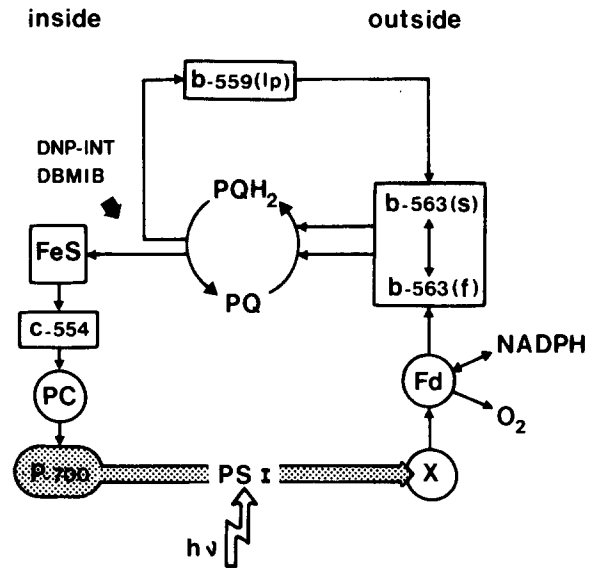 inside
outside
b-559(lp)
DNP-INT
DBMIB
PQH₂
b-563(s)
FeS
PQ
b-563(f)
C-554
NADPH
Fd
PC
O₂
P-700
PS I
X
hν